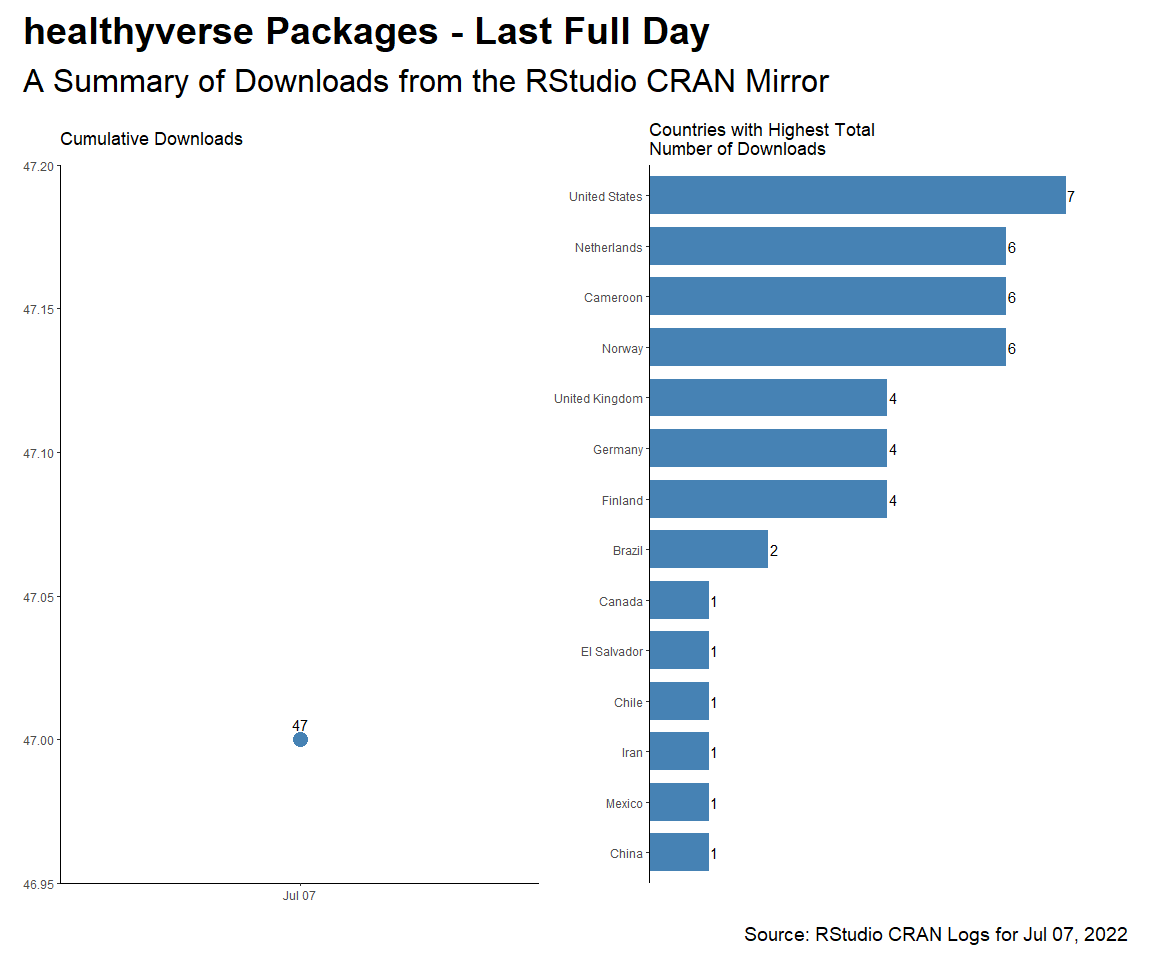 healthyverse Packages - Last Full Day
A Summary of Downloads from the RStudio CRAN Mirror
Cumulative Downloads
47.20
47.15
47.10
47.05
47.00
46.95
47
Jul 07
Countries with Highest Total
Number of Downloads
United States 7
Netherlands 6
Cameroon 6
Norway 6
United Kingdom 4
Germany 4
Finland 4
Brazil 2
Canada 1
El Salvador 1
Chile 1
Iran 1
Mexico 1
China 1
Source: RStudio CRAN Logs for Jul 07, 2022